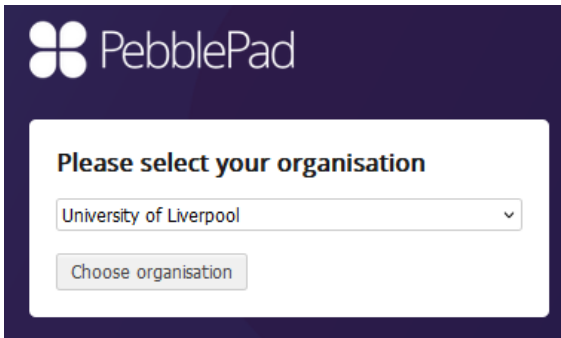 PebblePad
Please select your organisation
University of Liverpool
Choose organisation